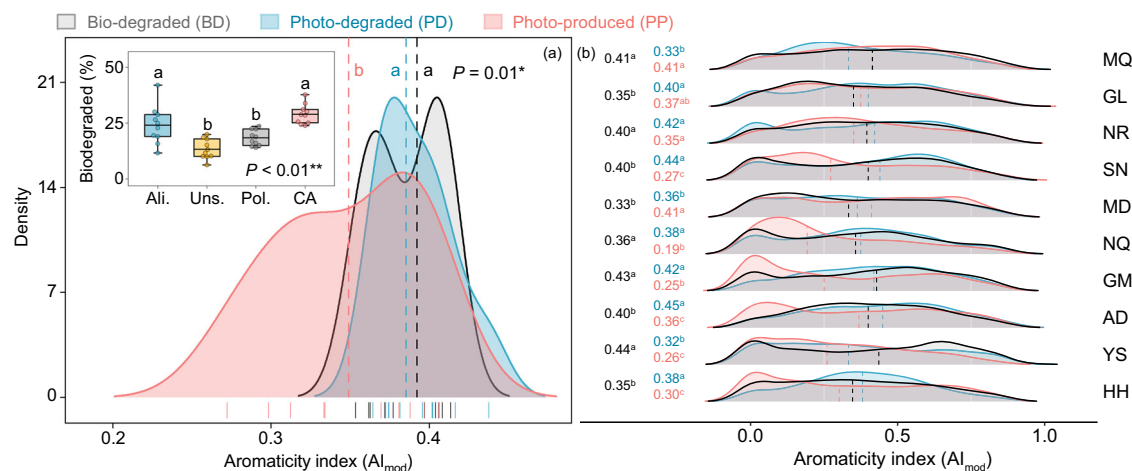 Bio-degraded (BD) Photo-degraded (PD) Photo-produced (PP)
(a)
21
14
7
0
Density
b a a P = 0.01*
50
25
0
Biodegraded (%)
a b b a
P < 0.01**
Ali. Uns. Pol. CA
0.2 0.3 0.4
Aromaticity index (AImod)
(b)
0.41ᵃ 0.33ᵇ 0.41ᵃ MQ
0.35ᵇ 0.40ᵃ 0.37ᵃᵇ GL
0.40ᵃ 0.42ᵃ 0.35ᵃ NR
0.40ᵇ 0.44ᵃ 0.27ᶜ SN
0.33ᵇ 0.36ᵇ 0.41ᵃ MD
0.36ᵃ 0.38ᵃ 0.19ᵇ NQ
0.43ᵃ 0.42ᵃ 0.25ᵇ GM
0.40ᵇ 0.45ᵃ 0.36ᶜ AD
0.44ᵃ 0.32ᵇ 0.26ᶜ YS
0.35ᵇ 0.38ᵃ 0.30ᶜ HH
0.0 0.5 1.0
Aromaticity index (AImod)